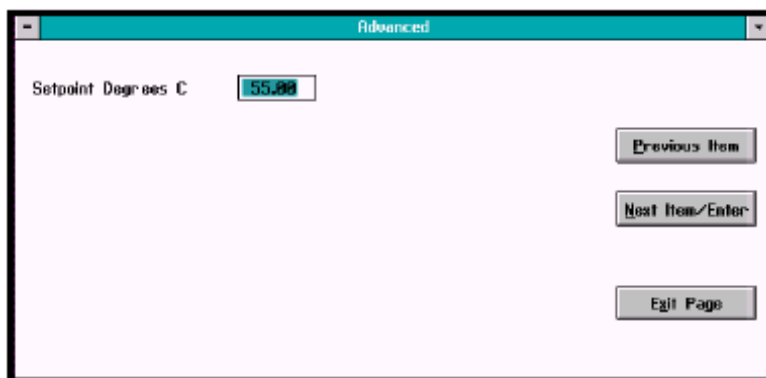 Advanced
Setpoint Degrees C 55.00
Previous Item
Next Item/Enter
Exit Page